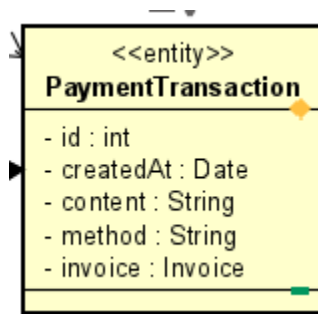 <<entity>>
PaymentTransaction
- id : int
- createdAt : Date
- content : String
- method : String
- invoice : Invoice